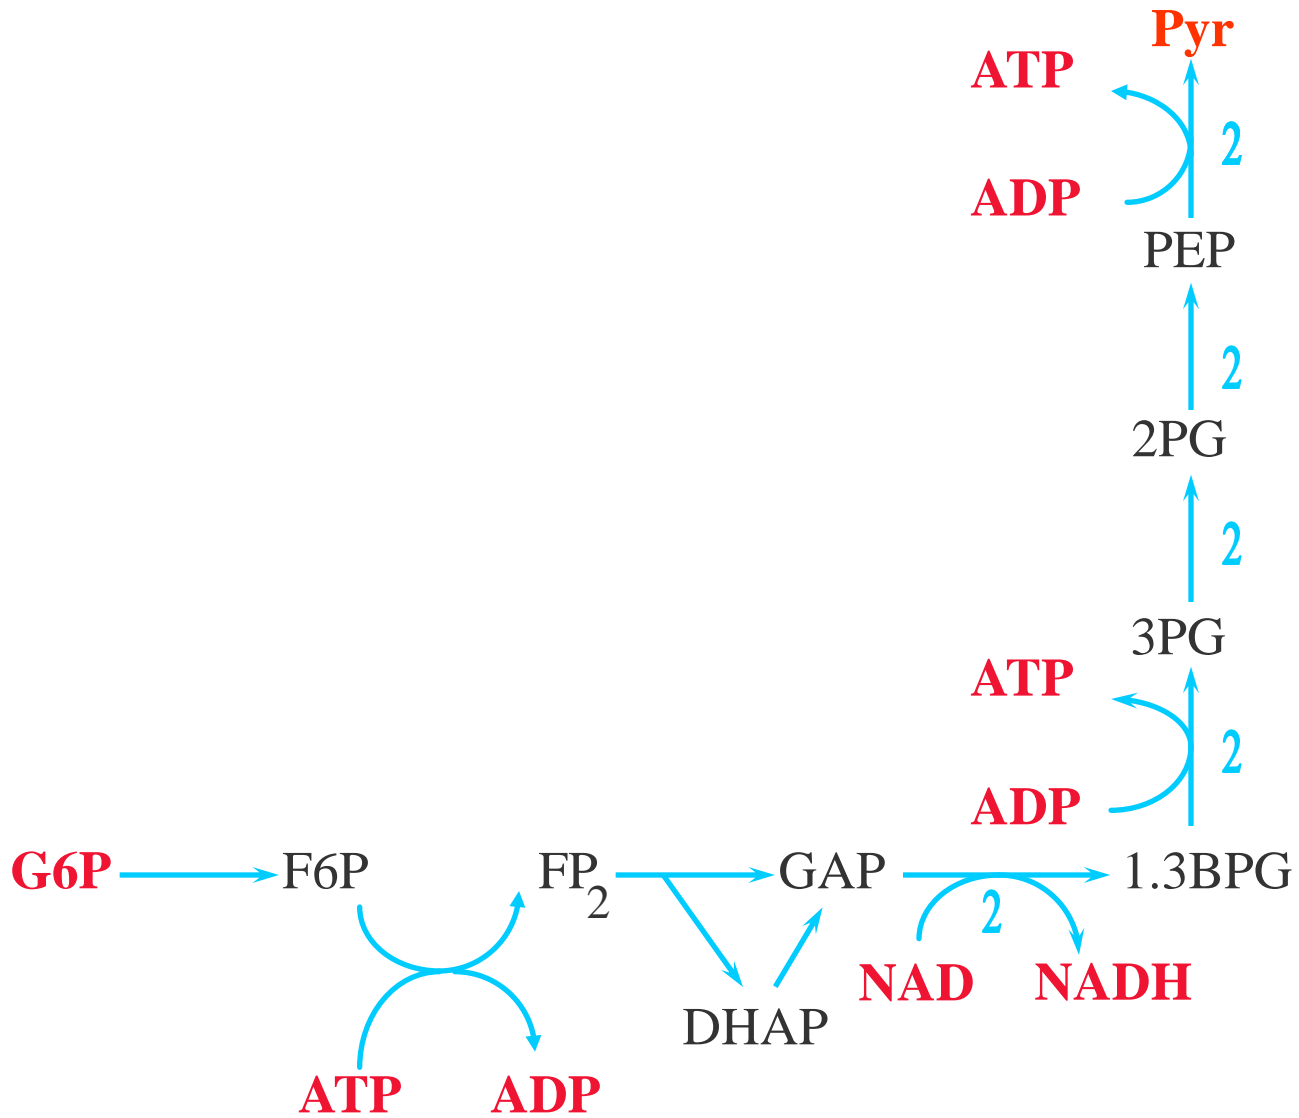 Pyr
ATP
2
ADP
PEP
2
2PG
2
3PG
ATP
2
ADP
G6P
F6P
FP2
GAP
1.3BPG
2
NAD
NADH
DHAP
ATP
ADP